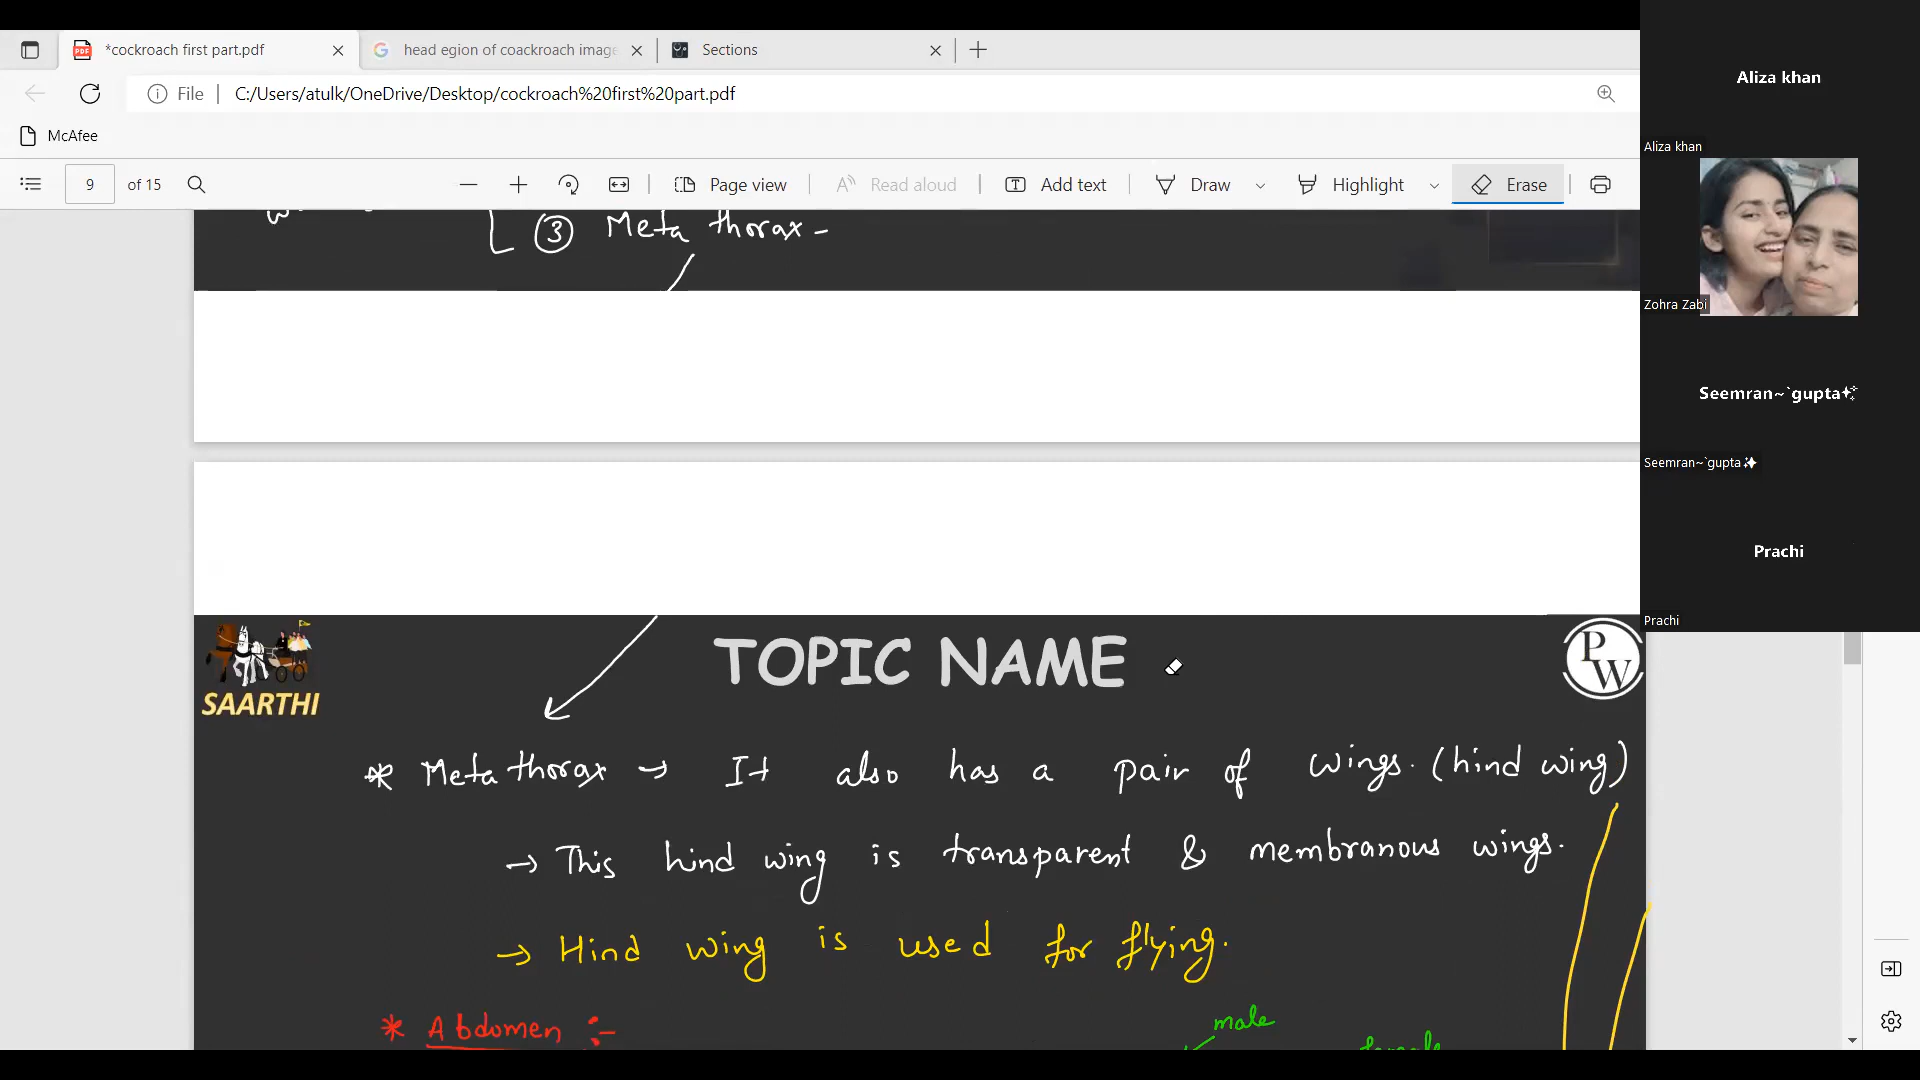 *cockroach first part.pdf
head egion of coackroach image
Sections
File
C:/Users/atulk/OneDrive/Desktop/cockroach%20first%20part.pdf
McAfee
9 of 15
Page view
Read aloud
Add text
Draw
Highlight
Erase
③ Meta thorax -
SAARTHI
TOPIC NAME
PW
* Meta thorax → It also has a pair of wings. (hind wing)
→ This hind wing is transparent & membranous wings.
→ Hind wing is used for flying.
* Abdomen :-
male
female
Aliza khan
Aliza khan
Zohra Zabi
Seemran~`gupta✨
Seemran~`gupta✨
Prachi
Prachi